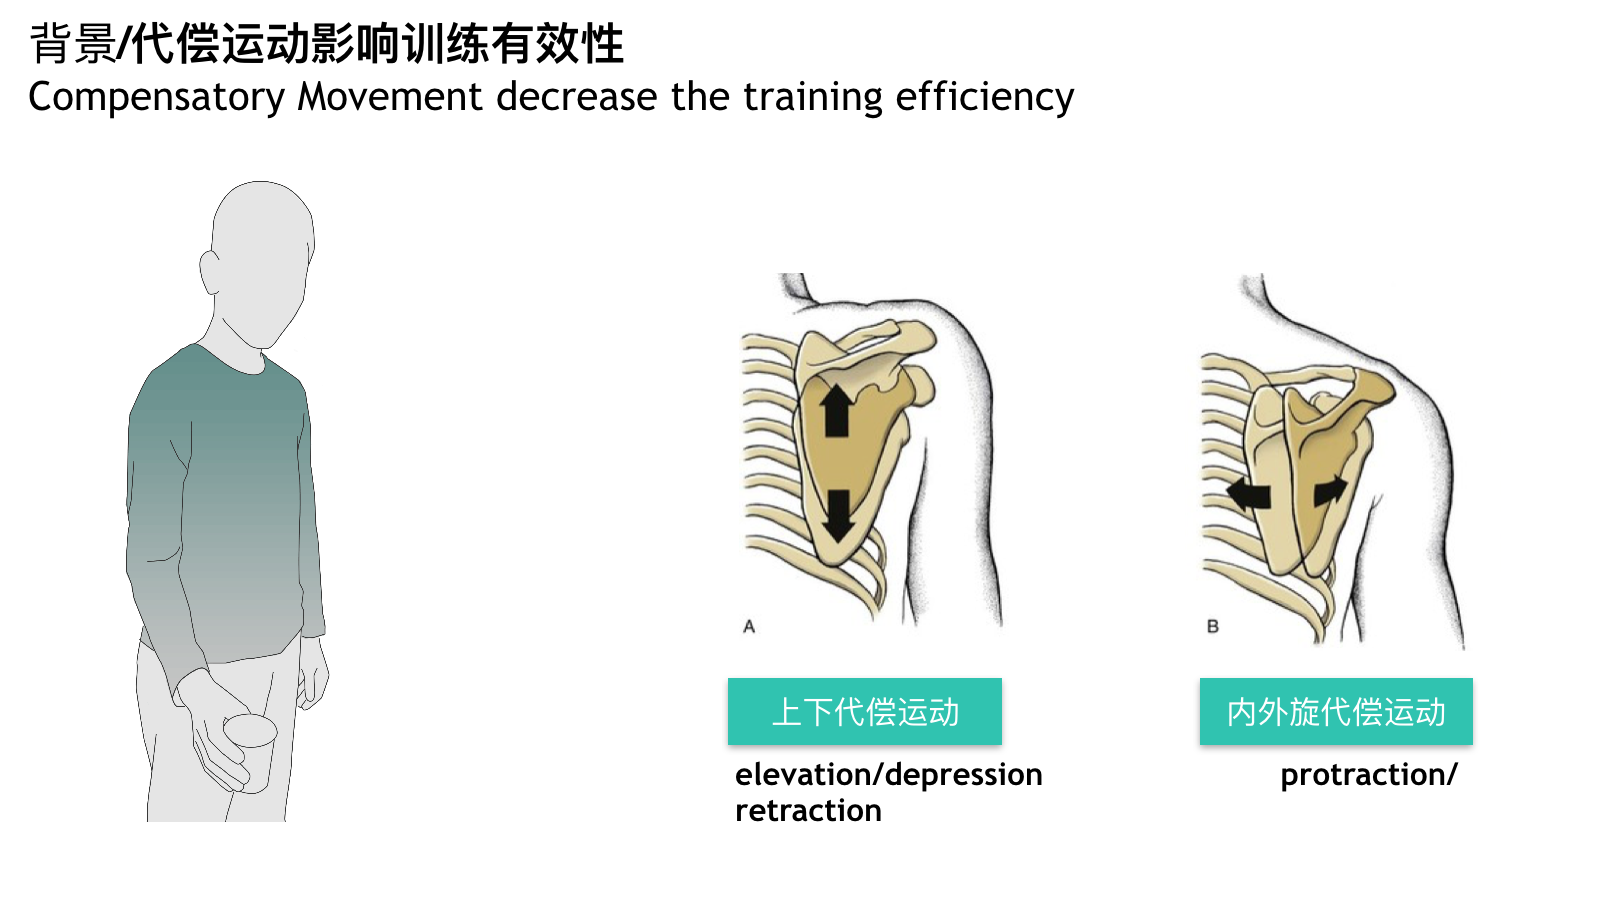 背景/代偿运动影响训练有效性
Compensatory Movement decrease the training efficiency
A
B
上下代偿运动
内外旋代偿运动
elevation/depression protraction/
retraction